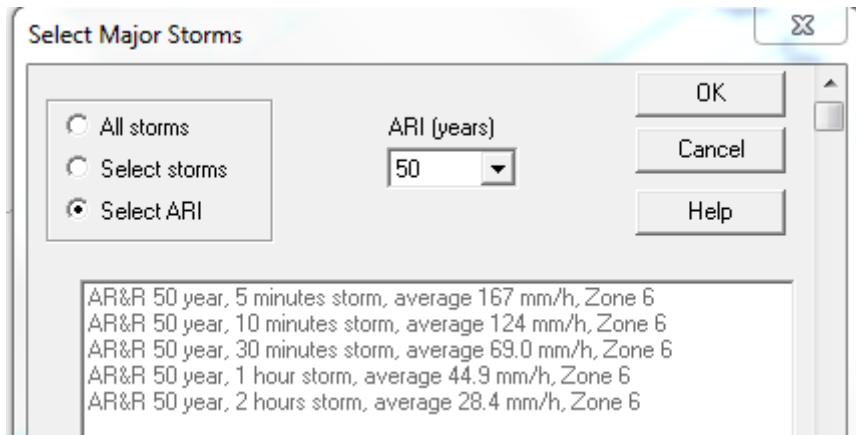 Select Major Storms
All storms
Select storms
Select ARI
ARI (years)
50
OK
Cancel
Help
AR&R 50 year, 5 minutes storm, average 167 mm/h, Zone 6
AR&R 50 year, 10 minutes storm, average 124 mm/h, Zone 6
AR&R 50 year, 30 minutes storm, average 69.0 mm/h, Zone 6
AR&R 50 year, 1 hour storm, average 44.9 mm/h, Zone 6
AR&R 50 year, 2 hours storm, average 28.4 mm/h, Zone 6